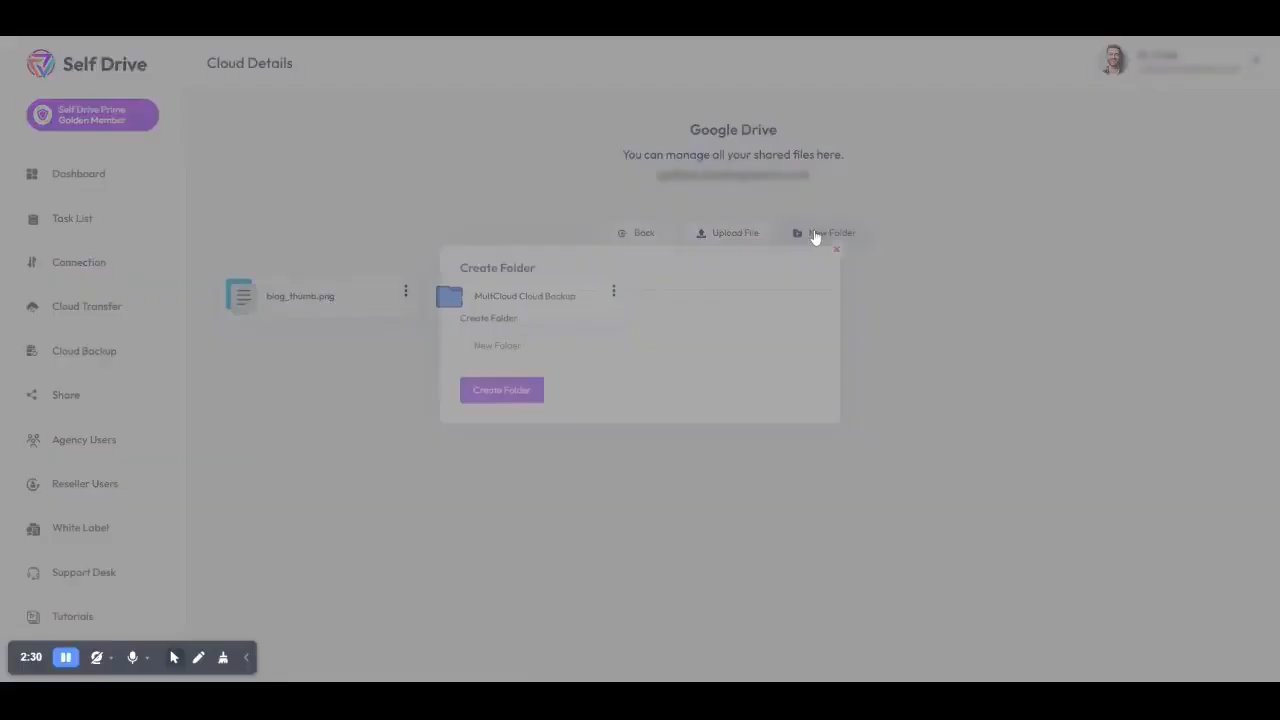 Self Drive
Cloud Details
Self Drive Prime
Golden Member
Dashboard
Task List
Connection
Cloud Transfer
Cloud Backup
Share
Agency Users
Reseller Users
White Label
Support Desk
Tutorials
Google Drive
You can manage all your shared files here.
Back
Upload File
New Folder
Create Folder
blog_thumb.png
MultCloud Cloud Backup
Create Folder
New Folder
Create Folder
2:30